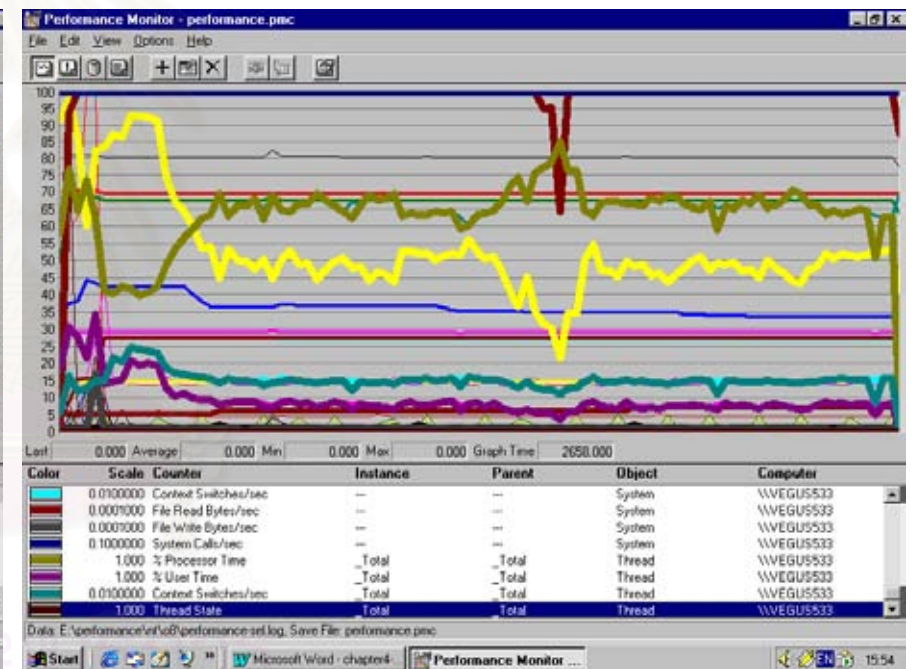 Performance Monitor - performance.pmc
File Edit View Options Help
100
95
90
85
80
75
70
65
60
55
50
45
40
35
30
25
20
15
10
5
0
Last 0.000 Average 0.000 Min 0.000 Max 0.000 Graph Time 2658.000
Color Scale Counter Instance Parent Object Computer
0.0100000 Context Switches/sec --- --- System \\VEGUS533
0.0001000 File Read Bytes/sec --- --- System \\VEGUS533
0.0001000 File Write Bytes/sec --- --- System \\VEGUS533
0.1000000 System Calls/sec --- --- System \\VEGUS533
1.000 % Processor Time _Total _Total Thread \\VEGUS533
1.000 % User Time _Total _Total Thread \\VEGUS533
0.0100000 Context Switches/sec _Total _Total Thread \\VEGUS533
1.000 Thread State _Total _Total Thread \\VEGUS533
Data: E:\performance\nt\o8\performance-sel.log, Save File: performance.pmc
Start Microsoft Word - chapter4- Performance Monitor ... EN 15:54